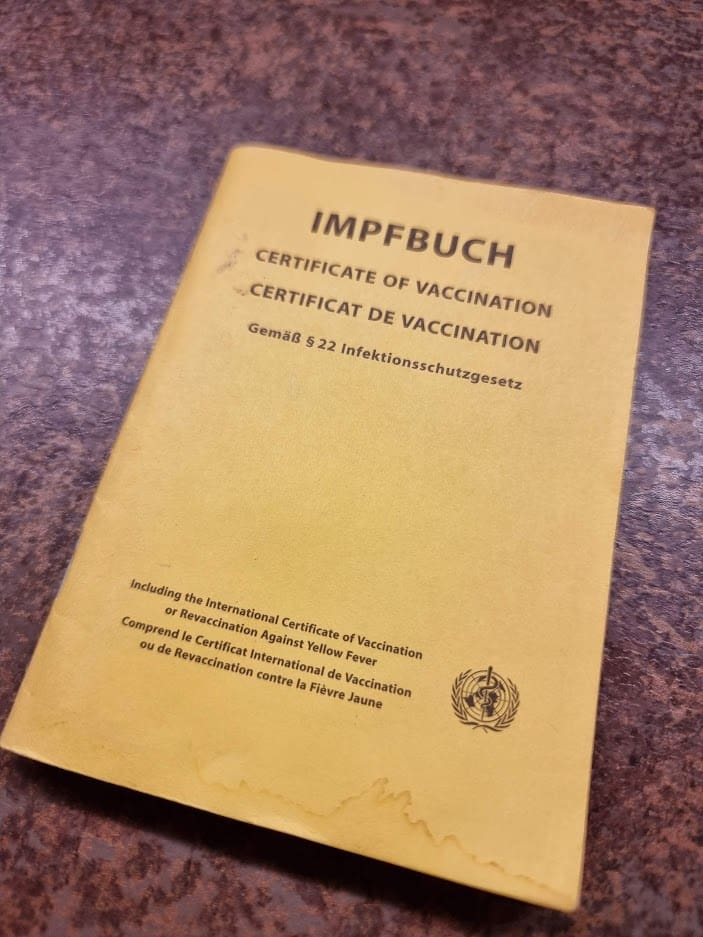 IMPFBUCH
CERTIFICATE OF VACCINATION
CERTIFICAT DE VACCINATION
Gemäß § 22 Infektionsschutzgesetz
Including the International Certificate of Vaccination
or Revaccination Against Yellow Fever
Comprend le Certificat International de Vaccination
ou de Revaccination contre la Fièvre Jaune